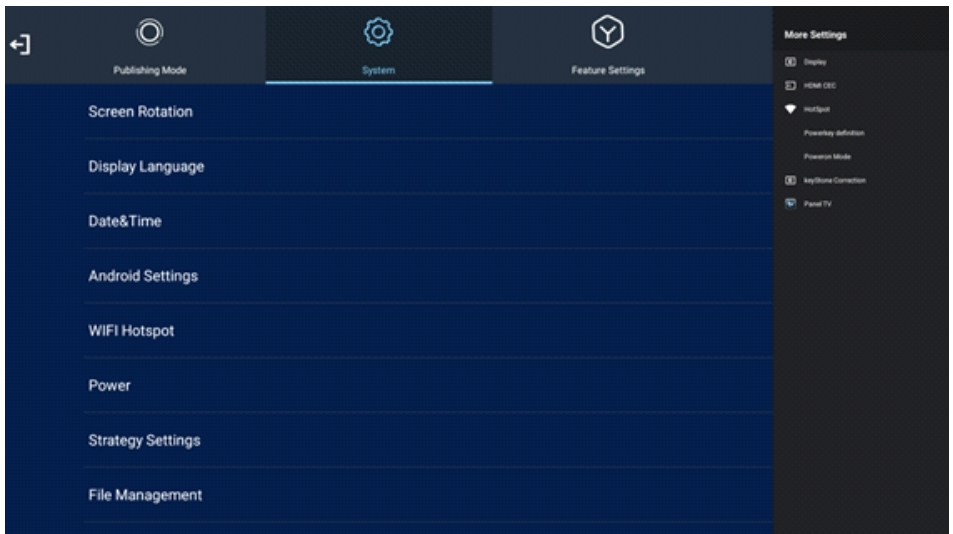 Publishing Mode
System
Feature Settings
Screen Rotation
Display Language
Date&Time
Android Settings
WIFI Hotspot
Power
Strategy Settings
File Management
More Settings
Display
HDMI CEC
HotSpot
Powerkey definition
Poweron Mode
keyStone Correction
Panel TV